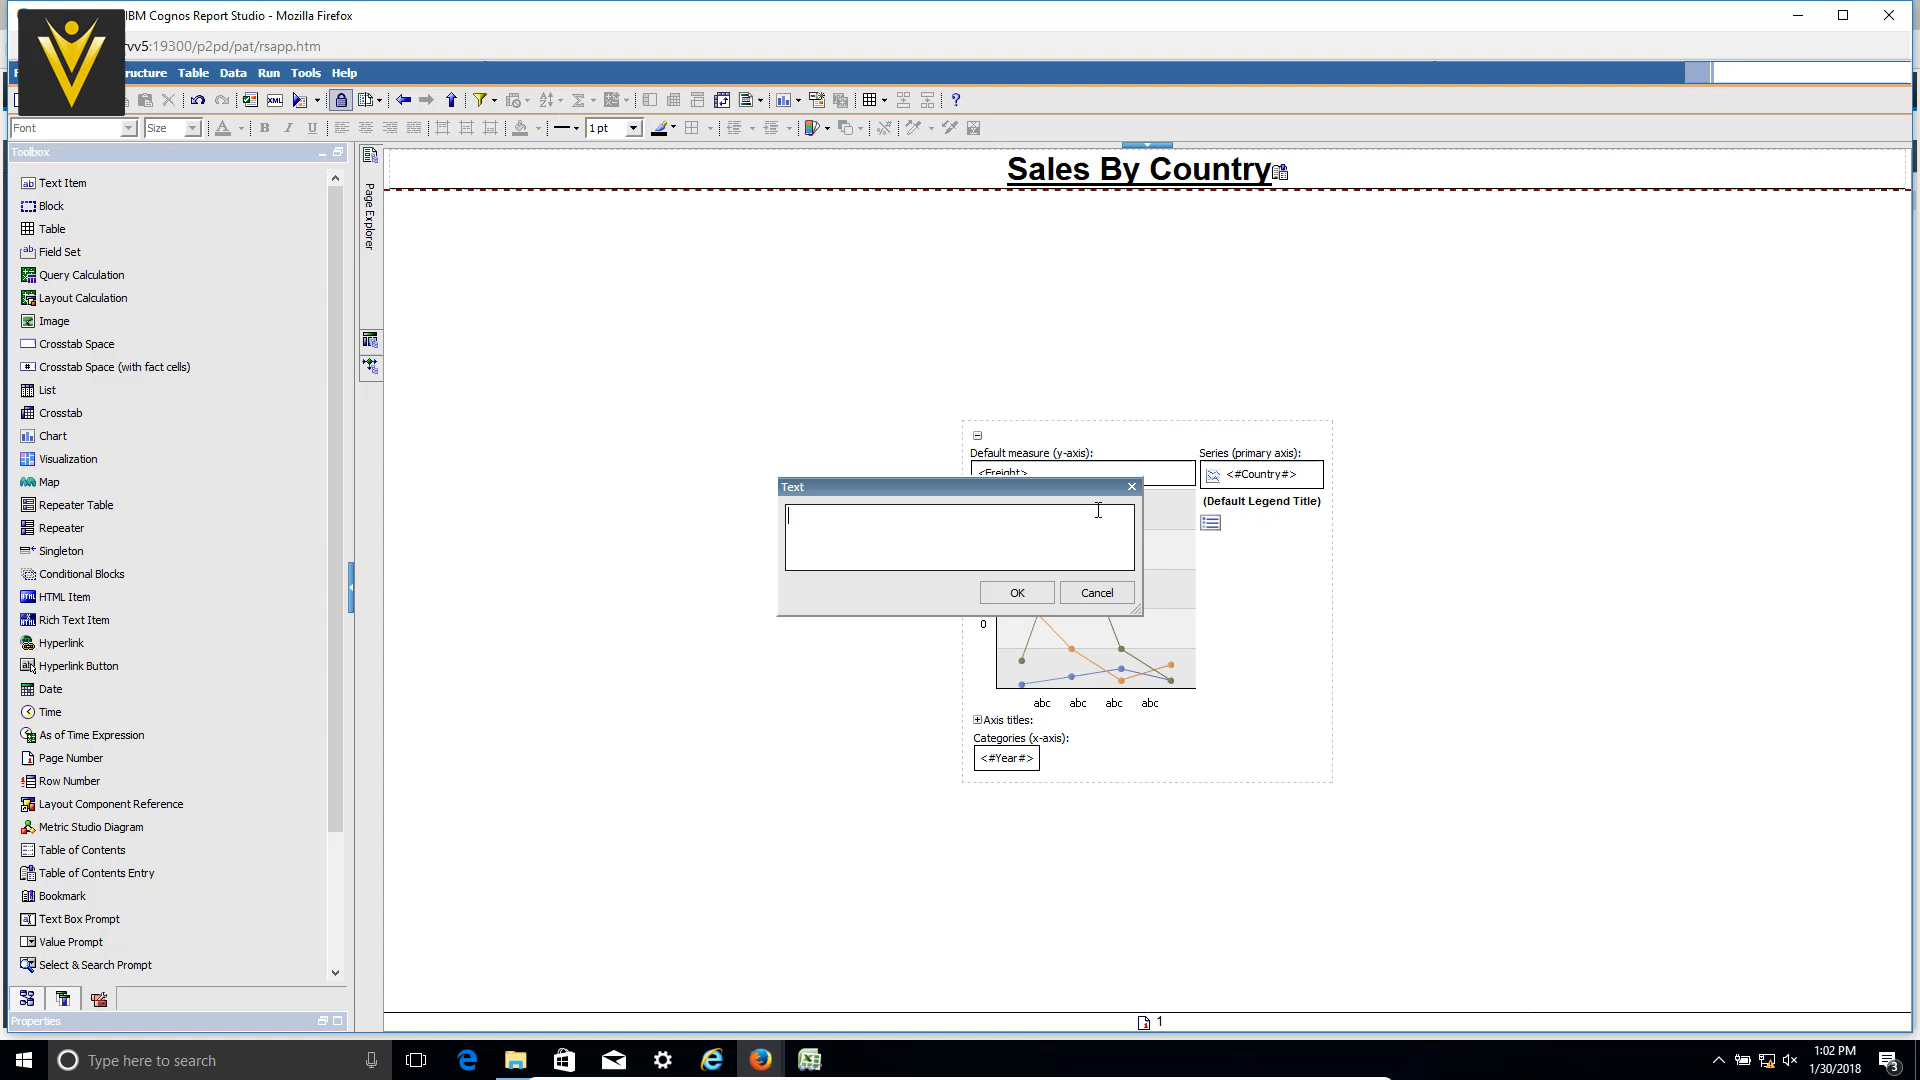 IBM Cognos Report Studio - Mozilla Firefox
rvv5:19300/p2pd/pat/rsapp.htm
ructure Table Data Run Tools Help
XML
Font Size A B I U 1pt
Toolbox
Text Item
Block
Table
Field Set
Query Calculation
Layout Calculation
Image
Crosstab Space
Crosstab Space (with fact cells)
List
Crosstab
Chart
Visualization
Map
Repeater Table
Repeater
Singleton
Conditional Blocks
HTML Item
Rich Text Item
Hyperlink
Hyperlink Button
Date
Time
As of Time Expression
Page Number
Row Number
Layout Component Reference
Metric Studio Diagram
Table of Contents
Table of Contents Entry
Bookmark
Text Box Prompt
Value Prompt
Select & Search Prompt
Properties
Page Explorer
Sales By Country
Default measure (y-axis):
Series (primary axis):
<Freight>
<#Country#>
(Default Legend Title)
Text
OK Cancel
0
abc abc abc abc
Axis titles:
Categories (x-axis):
<#Year#>
1
Type here to search
1:02 PM
1/30/2018
3